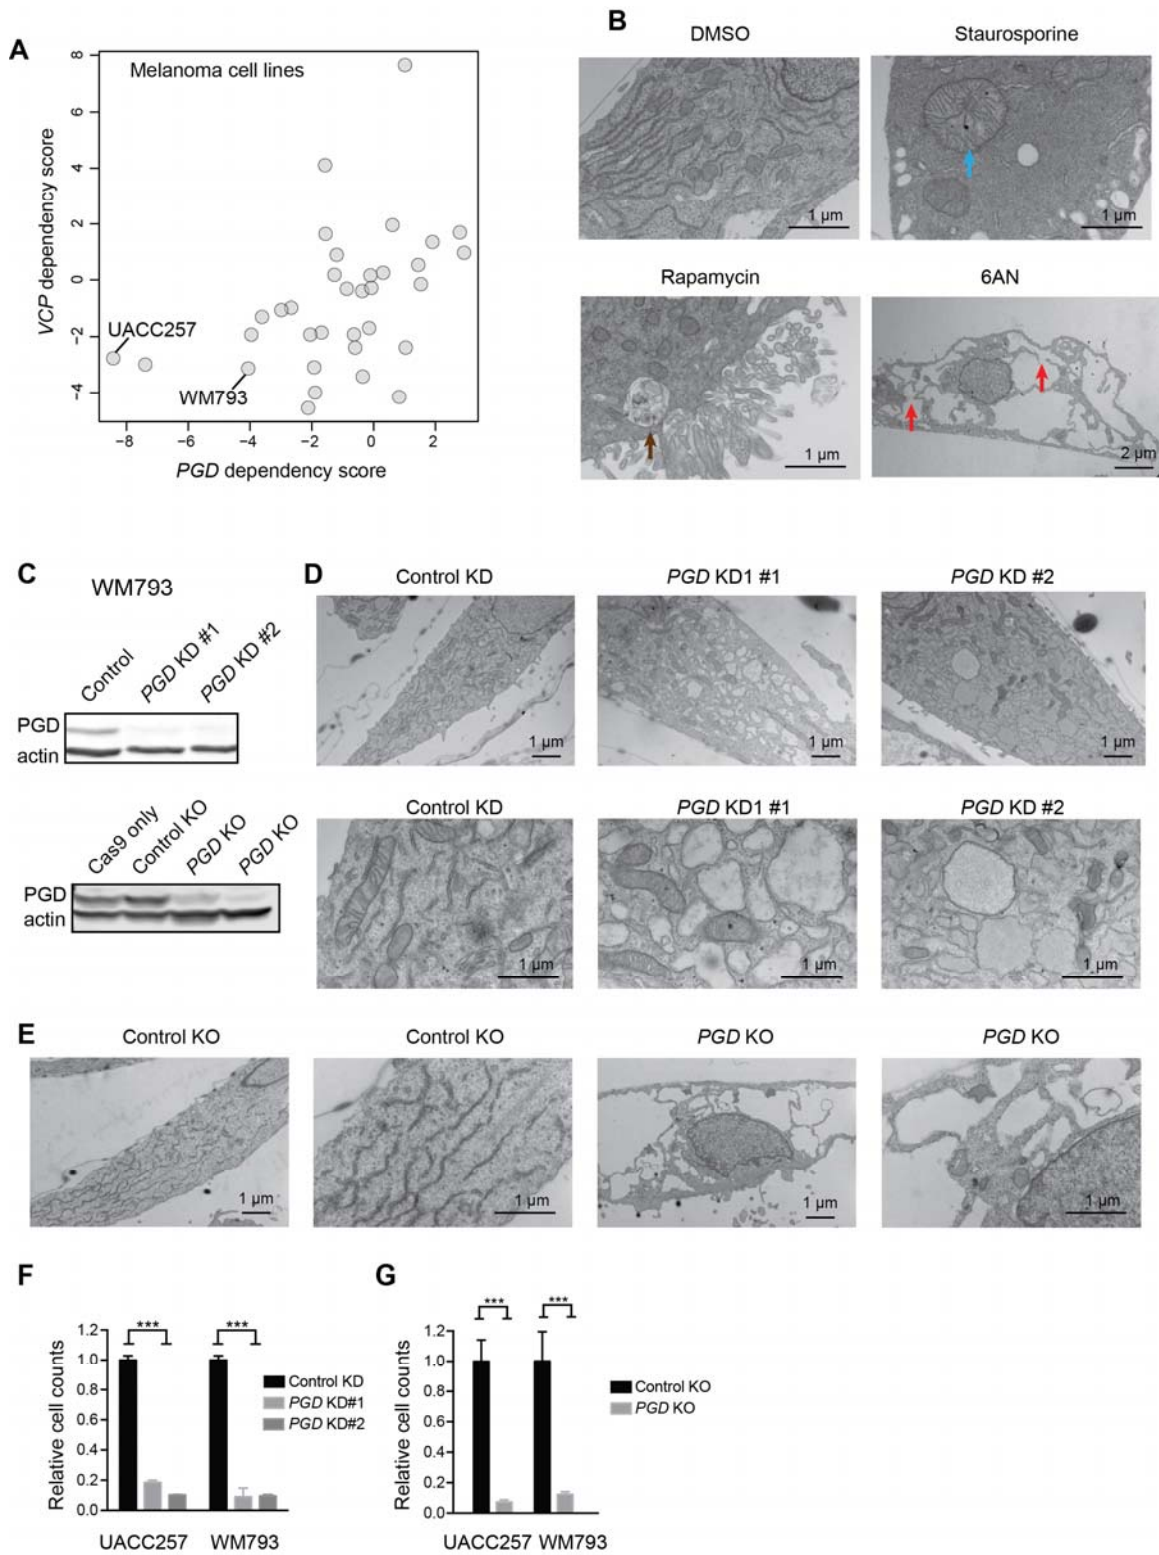 A
Melanoma cell lines
VCP dependency score
8
6
4
2
0
−2
−4
UACC257
WM793
−8
−6
−4
−2
0
2
PGD dependency score
B
DMSO
Staurosporine
1 µm
1 µm
Rapamycin
6AN
1 µm
2 µm
C
WM793
Control
PGD KD #1
PGD KD #2
PGD
actin
Cas9 only
Control KO
PGD KO
PGD KO
PGD
actin
D
Control KD
PGD KD1 #1
PGD KD #2
1 µm
1 µm
1 µm
Control KD
PGD KD1 #1
PGD KD #2
1 µm
1 µm
1 µm
E
Control KO
Control KO
PGD KO
PGD KO
1 µm
1 µm
1 µm
1 µm
F
Relative cell counts
1.2
1.0
0.8
0.6
0.4
0.2
0.0
***
***
Control KD
PGD KD#1
PGD KD#2
UACC257
WM793
G
Relative cell counts
1.2
1.0
0.8
0.6
0.4
0.2
0.0
***
***
Control KO
PGD KO
UACC257
WM793